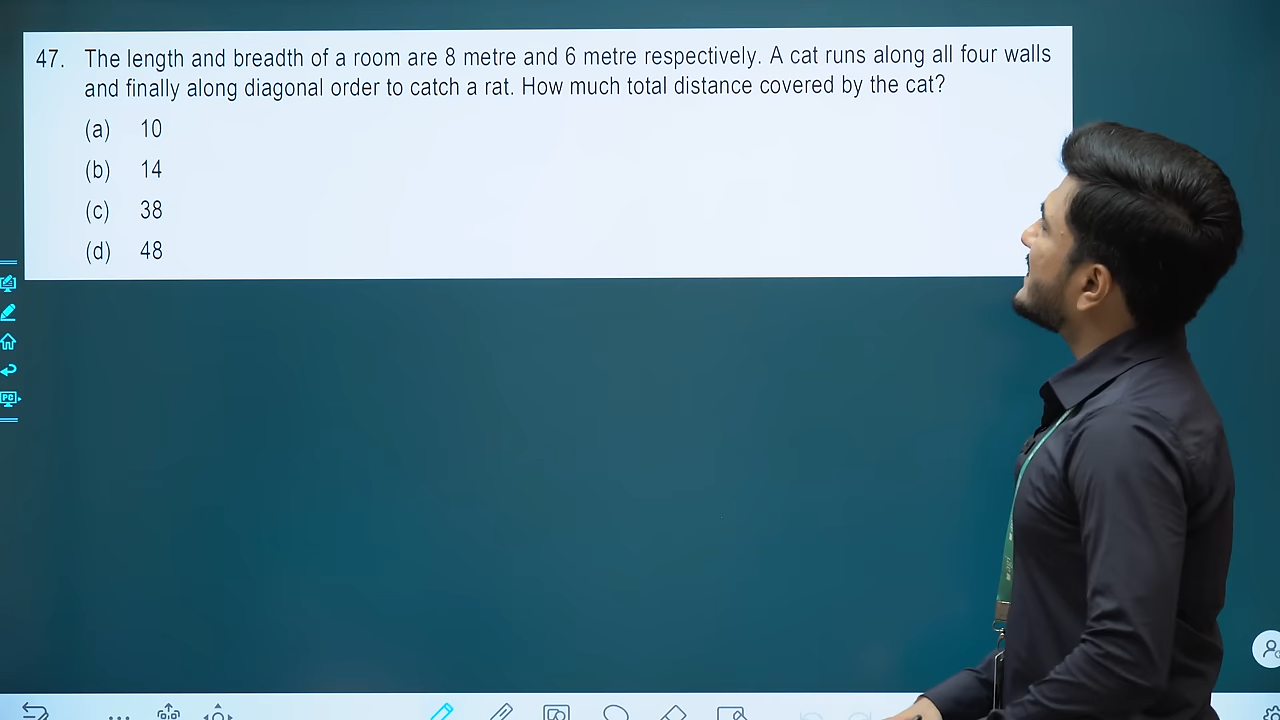 47. The length and breadth of a room are 8 metre and 6 metre respectively. A cat runs along all four walls
and finally along diagonal order to catch a rat. How much total distance covered by the cat?
(a) 10
(b) 14
(c) 38
(d) 48
PC